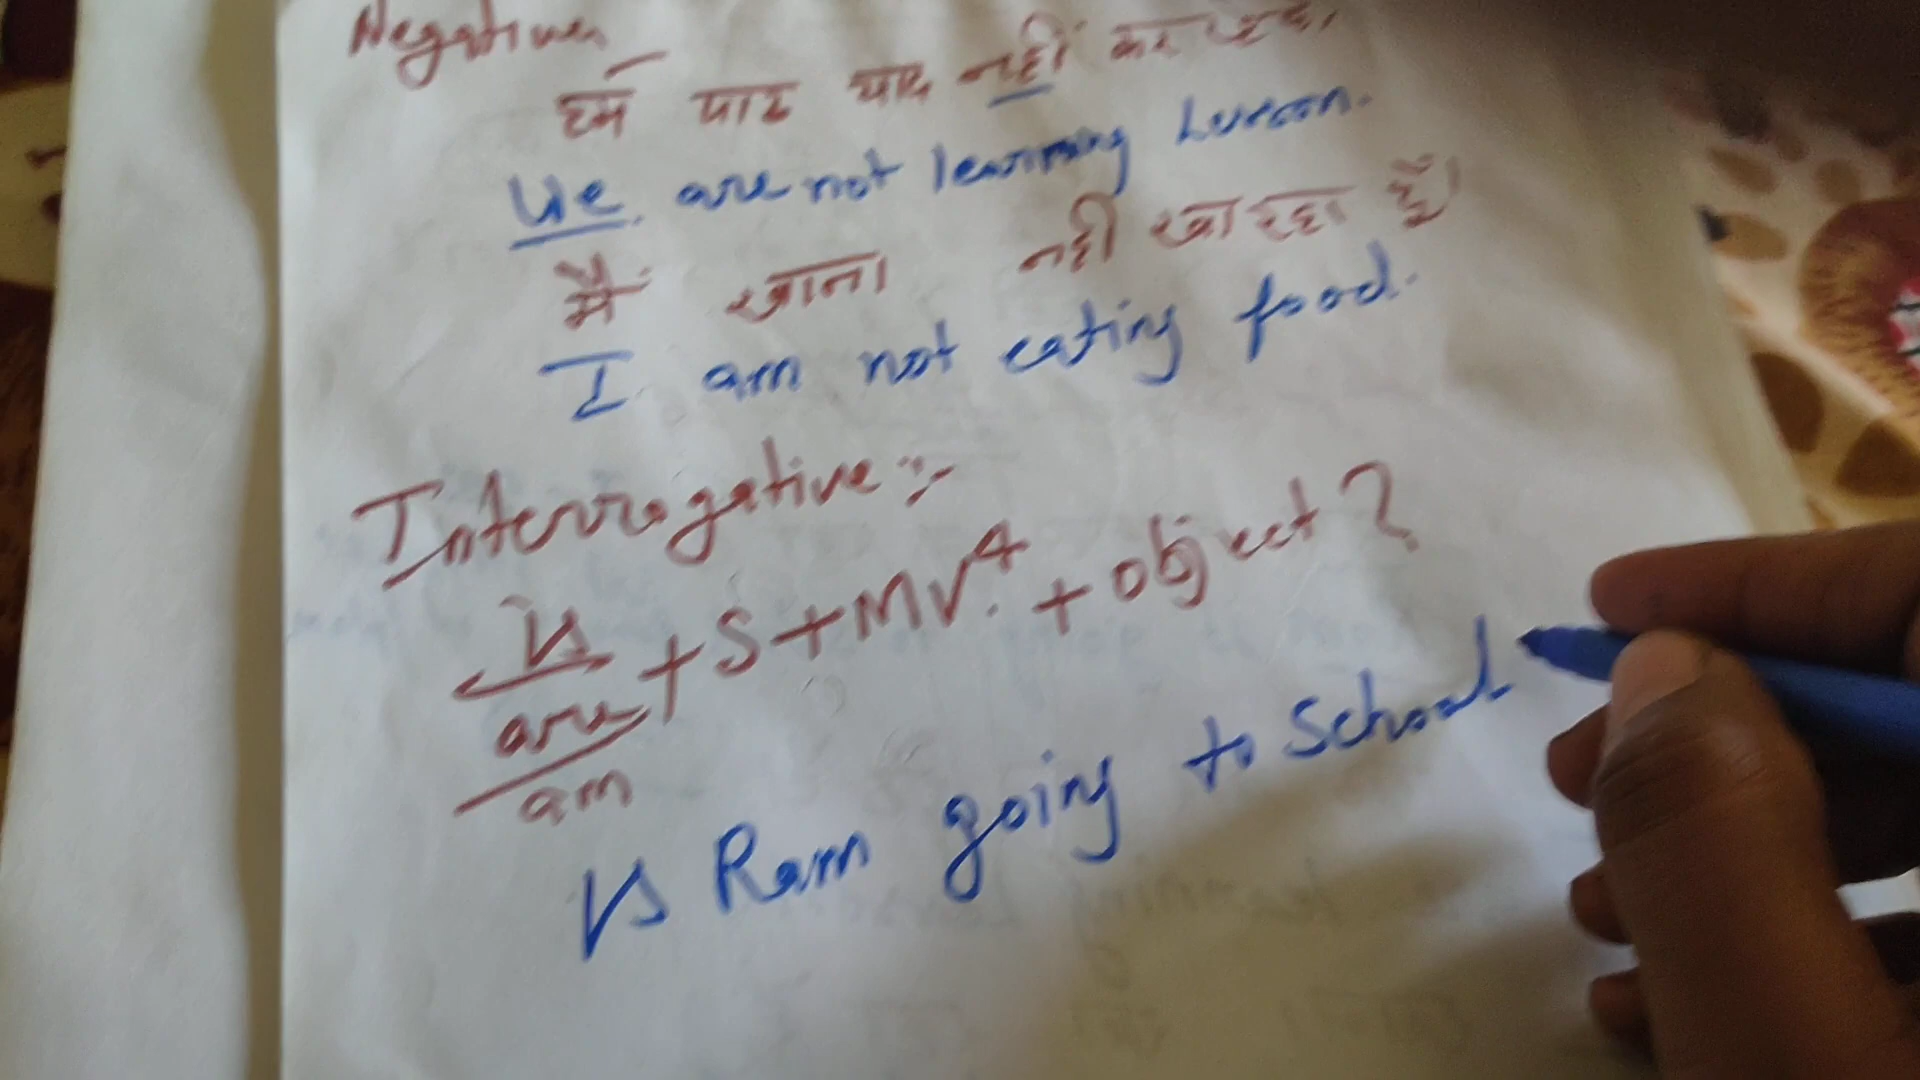 Negative
हम पाठ याद नहीं कर रहे
We are not learning Lesson.
मैं खाना नहीं खा रहा हूँ।
I am not eating food.
Interrogative :-
Is/are/am + S + MV⁴ + object ?
Is Ram going to School